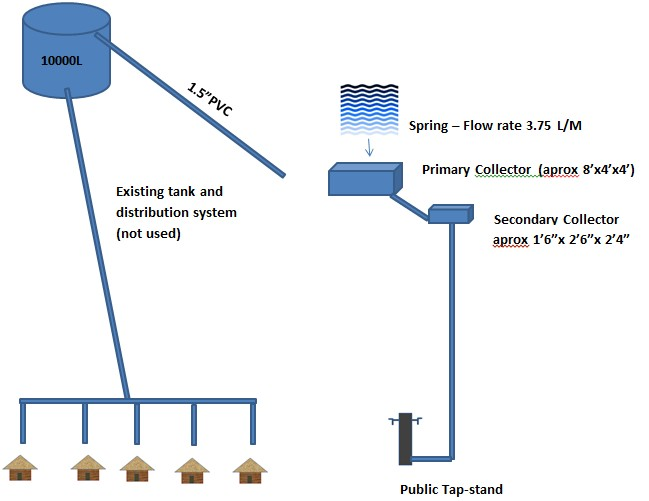 10000L
1.5”PVC
Existing tank and
distribution system
(not used)
Spring – Flow rate 3.75 L/M
Primary Collector (aprox 8’x4’x4’)
Secondary Collector
aprox 1’6”x 2’6”x 2’4”
Public Tap-stand